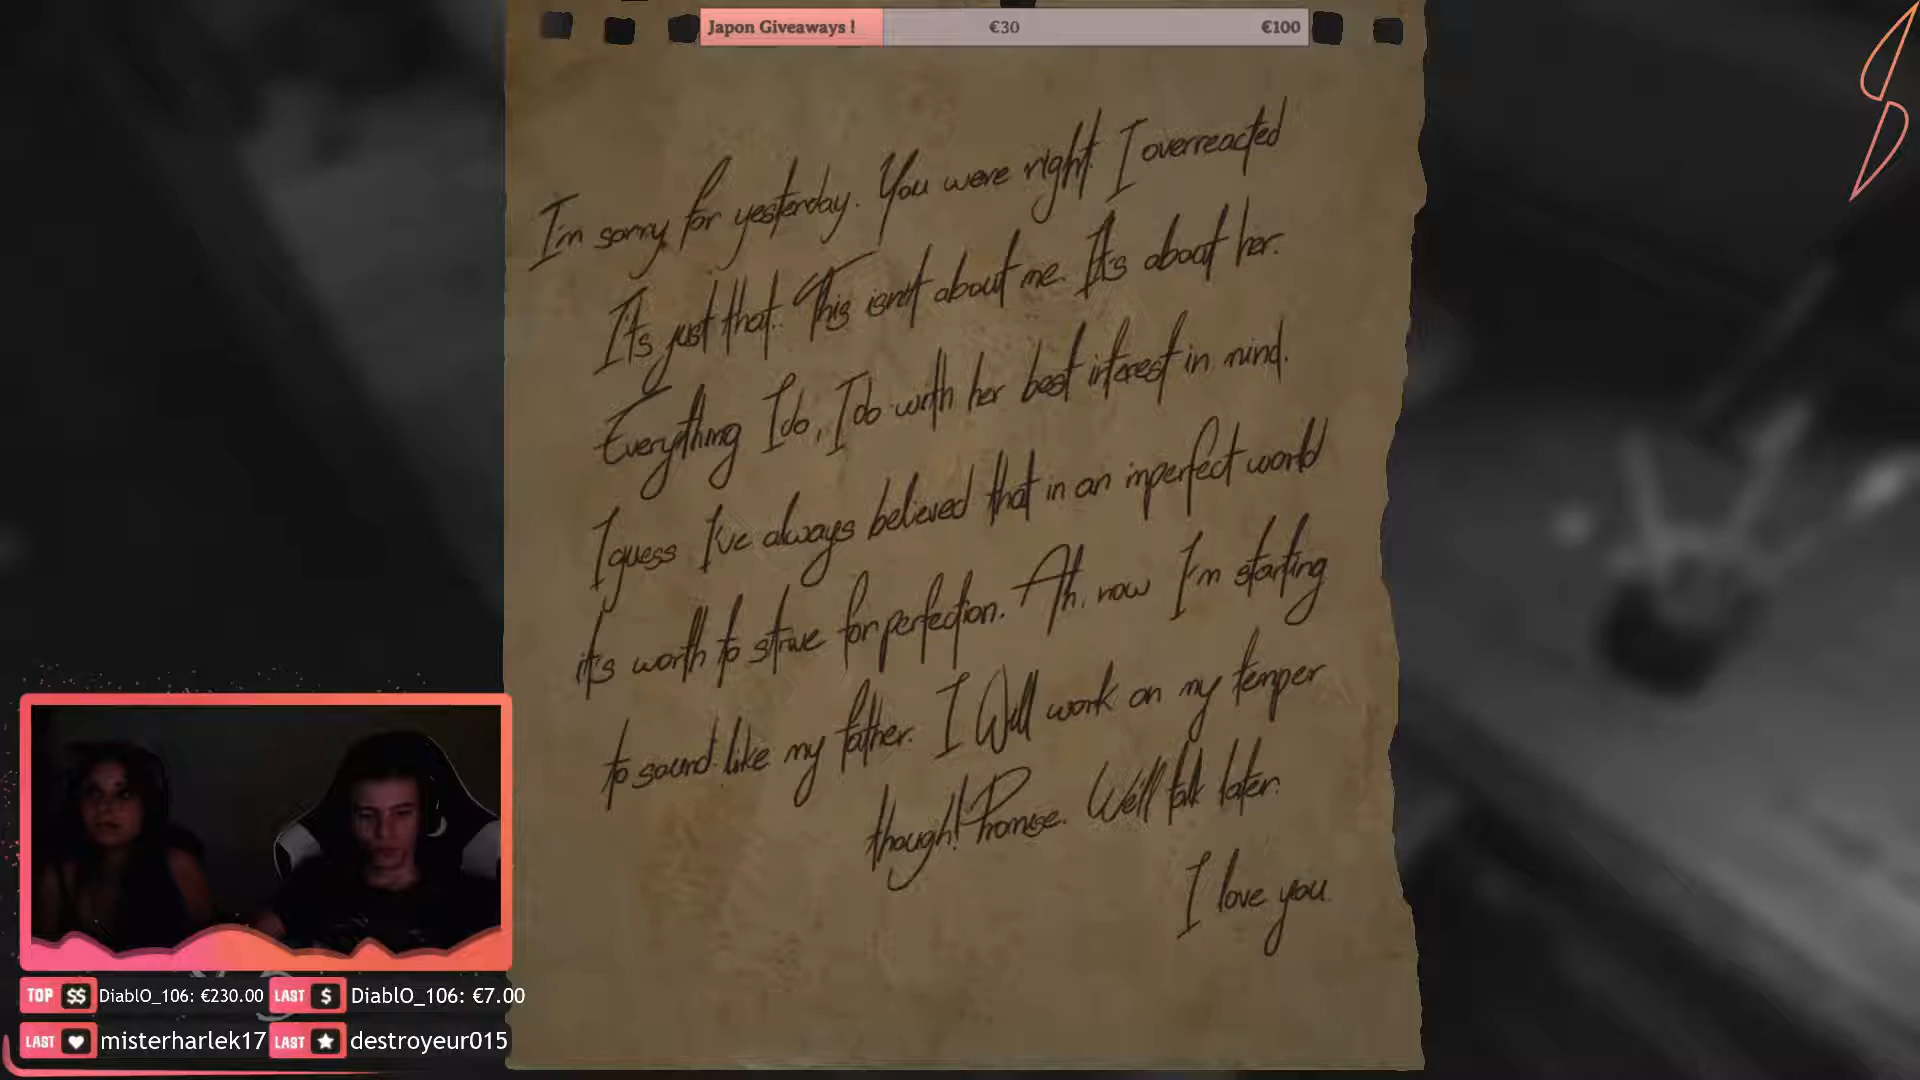 Japon Giveaways ! €30 €100
I'm sorry for yesterday. You were right. I overreacted
It's just that.. This isn't about me. It's about her.
Everything I do, I do with her best interest in mind.
I guess I've always believed that in an imperfect world
it's worth to strive for perfection. Ah, now I'm starting
to sound like my father. I Will work on my temper
though! Promise. We'll talk later.
I love you.
TOP $$ DiablO_106: €230.00 LAST $ DiablO_106: €7.00
LAST misterharlek17 LAST destroyeur015